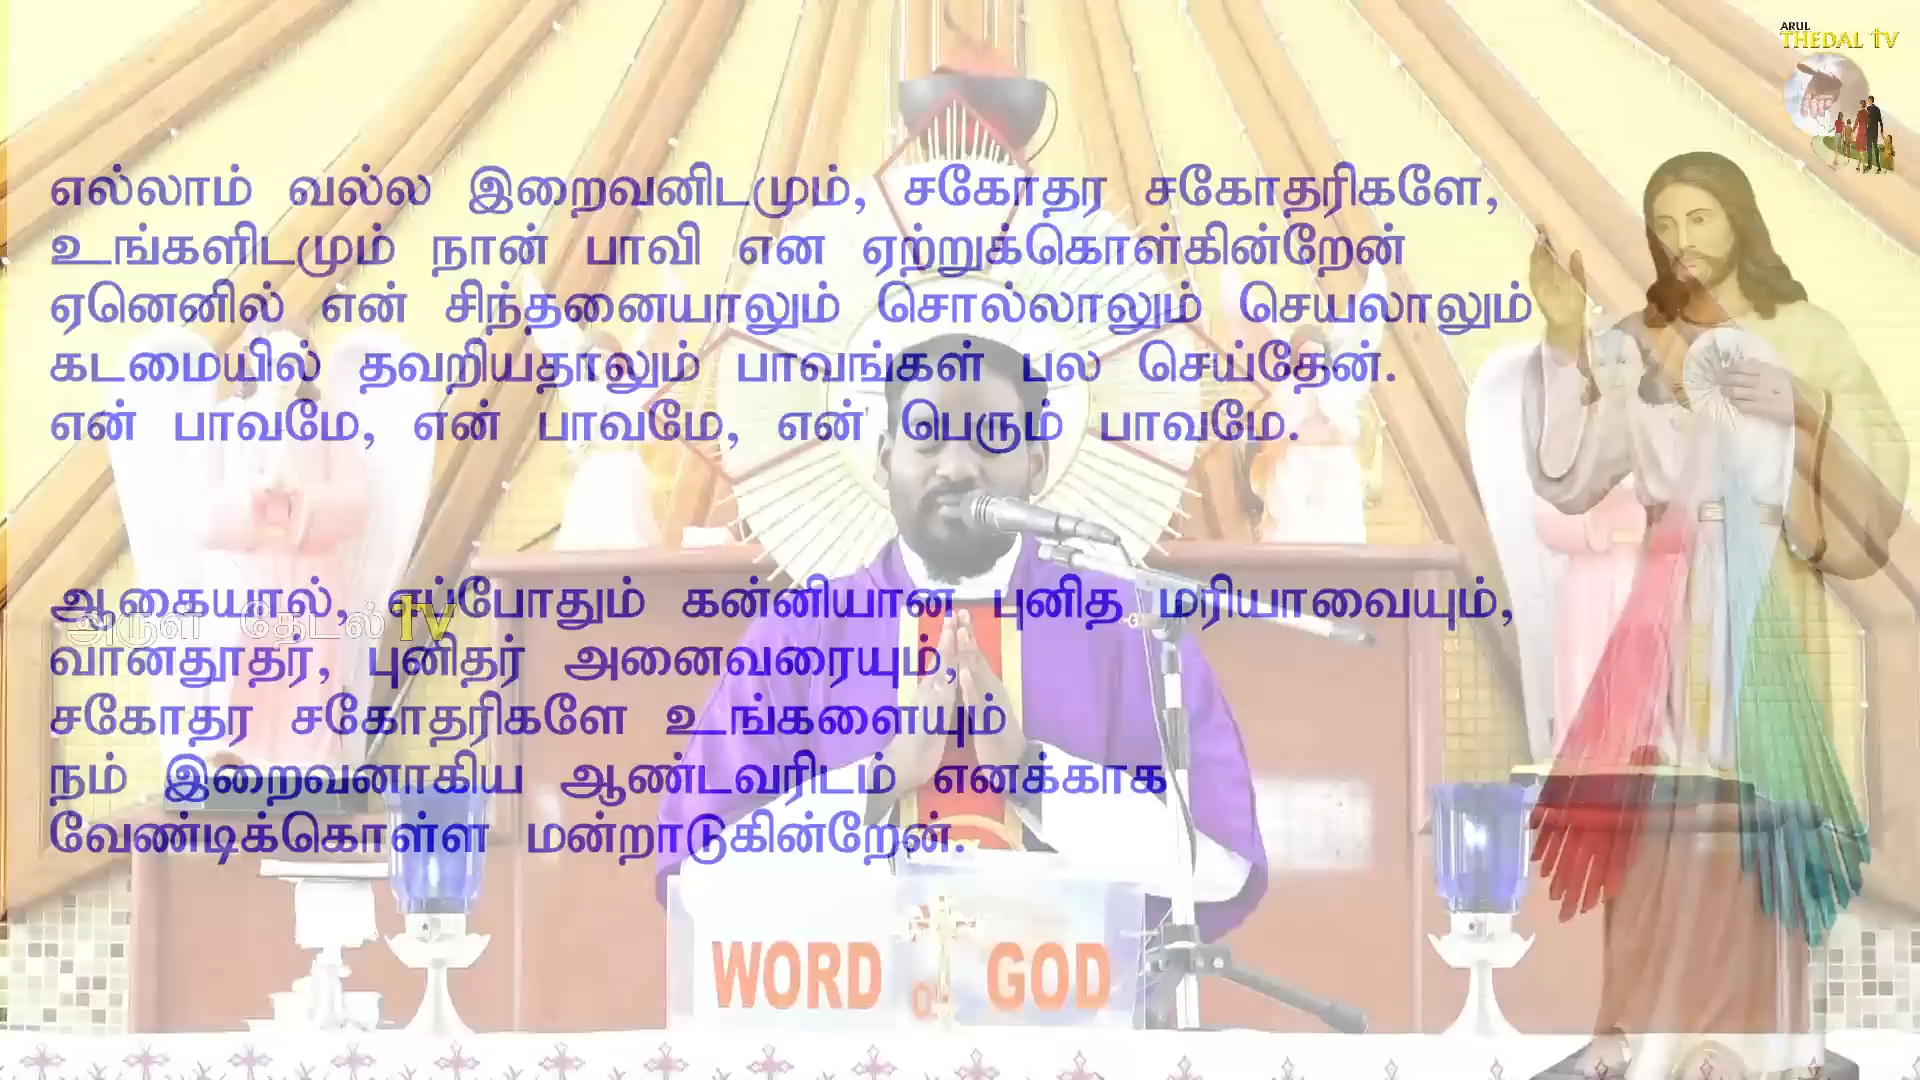 ARUL
THEDAL TV
எல்லாம் வல்ல இறைவனிடமும், சகோதர சகோதரிகளே,
உங்களிடமும் நான் பாவி என ஏற்றுக்கொள்கின்றேன்
ஏனெனில் என் சிந்தனையாலும் சொல்லாலும் செயலாலும்
கடமையில் தவறியதாலும் பாவங்கள் பல செய்தேன்.
என் பாவமே, என் பாவமே, என் பெரும் பாவமே.
ஆகையால், எப்போதும் கன்னியான புனித மரியாவையும்,
அருள் தேடல் TV
வானதூதர், புனிதர் அனைவரையும்,
சகோதர சகோதரிகளே உங்களையும்
நம் இறைவனாகிய ஆண்டவரிடம் எனக்காக
வேண்டிக்கொள்ள மன்றாடுகின்றேன்.
WORD OF GOD